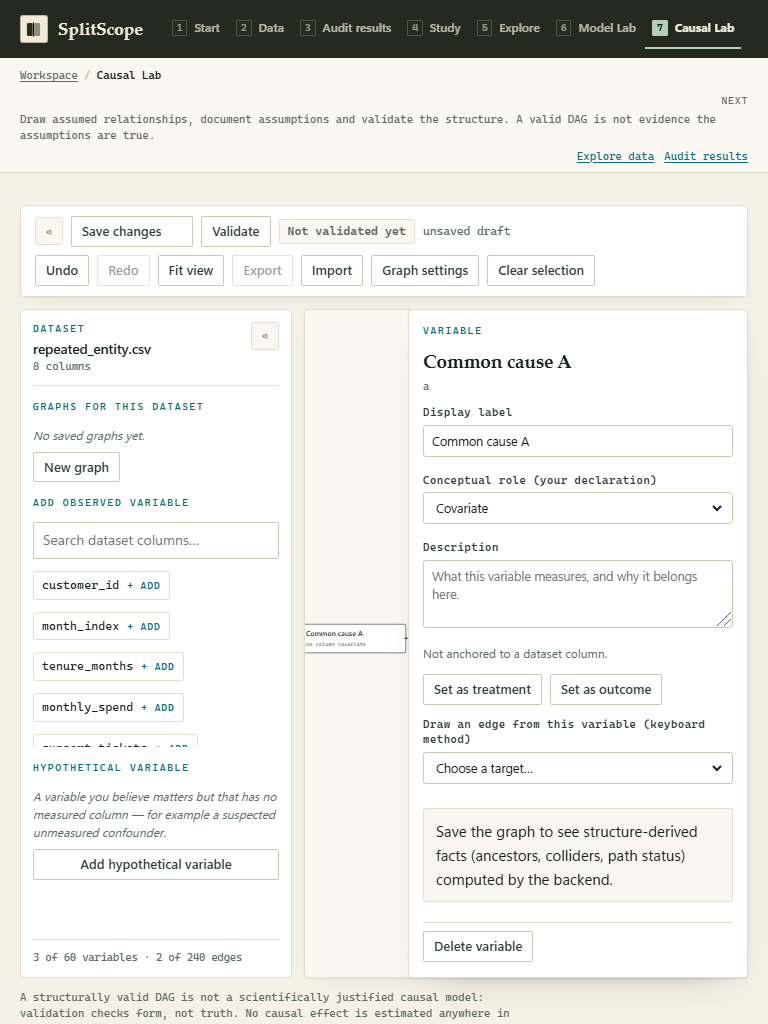 SplitScope
1 Start
2 Data
3 Audit results
4 Study
5 Explore
6 Model Lab
7 Causal Lab
Workspace / Causal Lab
NEXT
Draw assumed relationships, document assumptions and validate the structure. A valid DAG is not evidence the
assumptions are true.
Explore data Audit results
« Save changes Validate Not validated yet unsaved draft
Undo Redo Fit view Export Import Graph settings Clear selection
DATASET
«
repeated_entity.csv
8 columns
GRAPHS FOR THIS DATASET
No saved graphs yet.
New graph
ADD OBSERVED VARIABLE
Search dataset columns...
customer_id + ADD
month_index + ADD
tenure_months + ADD
monthly_spend + ADD
support_tickets + ADD
HYPOTHETICAL VARIABLE
A variable you believe matters but that has no
measured column — for example a suspected
unmeasured confounder.
Add hypothetical variable
3 of 60 variables · 2 of 240 edges
Common cause A
no column covariate
VARIABLE
Common cause A
a
Display label
Common cause A
Conceptual role (your declaration)
Covariate
Description
What this variable measures, and why it belongs
here.
Not anchored to a dataset column.
Set as treatment Set as outcome
Draw an edge from this variable (keyboard
method)
Choose a target...
Save the graph to see structure-derived
facts (ancestors, colliders, path status)
computed by the backend.
Delete variable
A structurally valid DAG is not a scientifically justified causal model:
validation checks form, not truth. No causal effect is estimated anywhere in